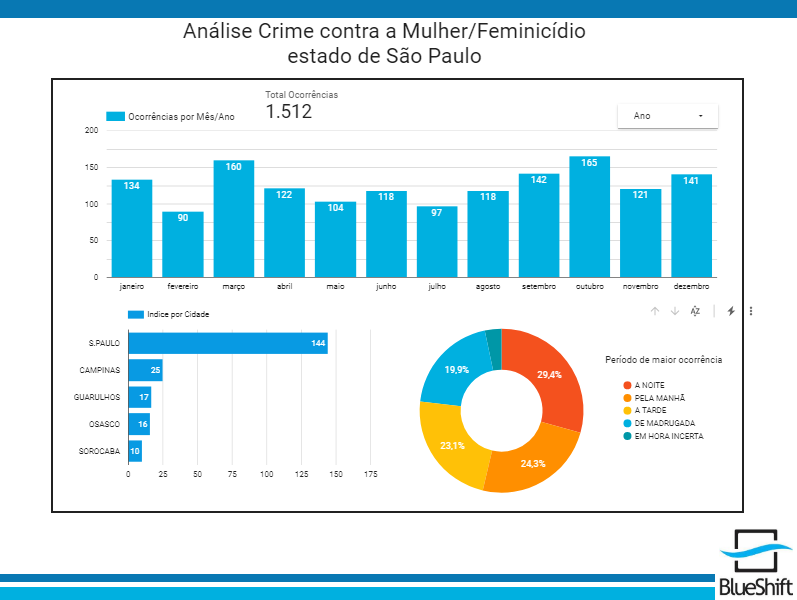 Análise Crime contra a Mulher/Feminicídio
estado de São Paulo
Total Ocorrências
1.512
Ocorrências por Mês/Ano
Ano
200
150
100
50
0
134
90
160
122
104
118
97
118
142
165
121
141
janeiro fevereiro março abril maio junho julho agosto setembro outubro novembro dezembro
AZ
Indice por Cidade
S.PAULO 144
CAMPINAS 25
GUARULHOS 17
OSASCO 16
SOROCABA 10
0 25 50 75 100 125 150 175
29,4%
24,3%
23,1%
19,9%
Período de maior ocorrência
A NOITE
PELA MANHÃ
A TARDE
DE MADRUGADA
EM HORA INCERTA
BlueShift